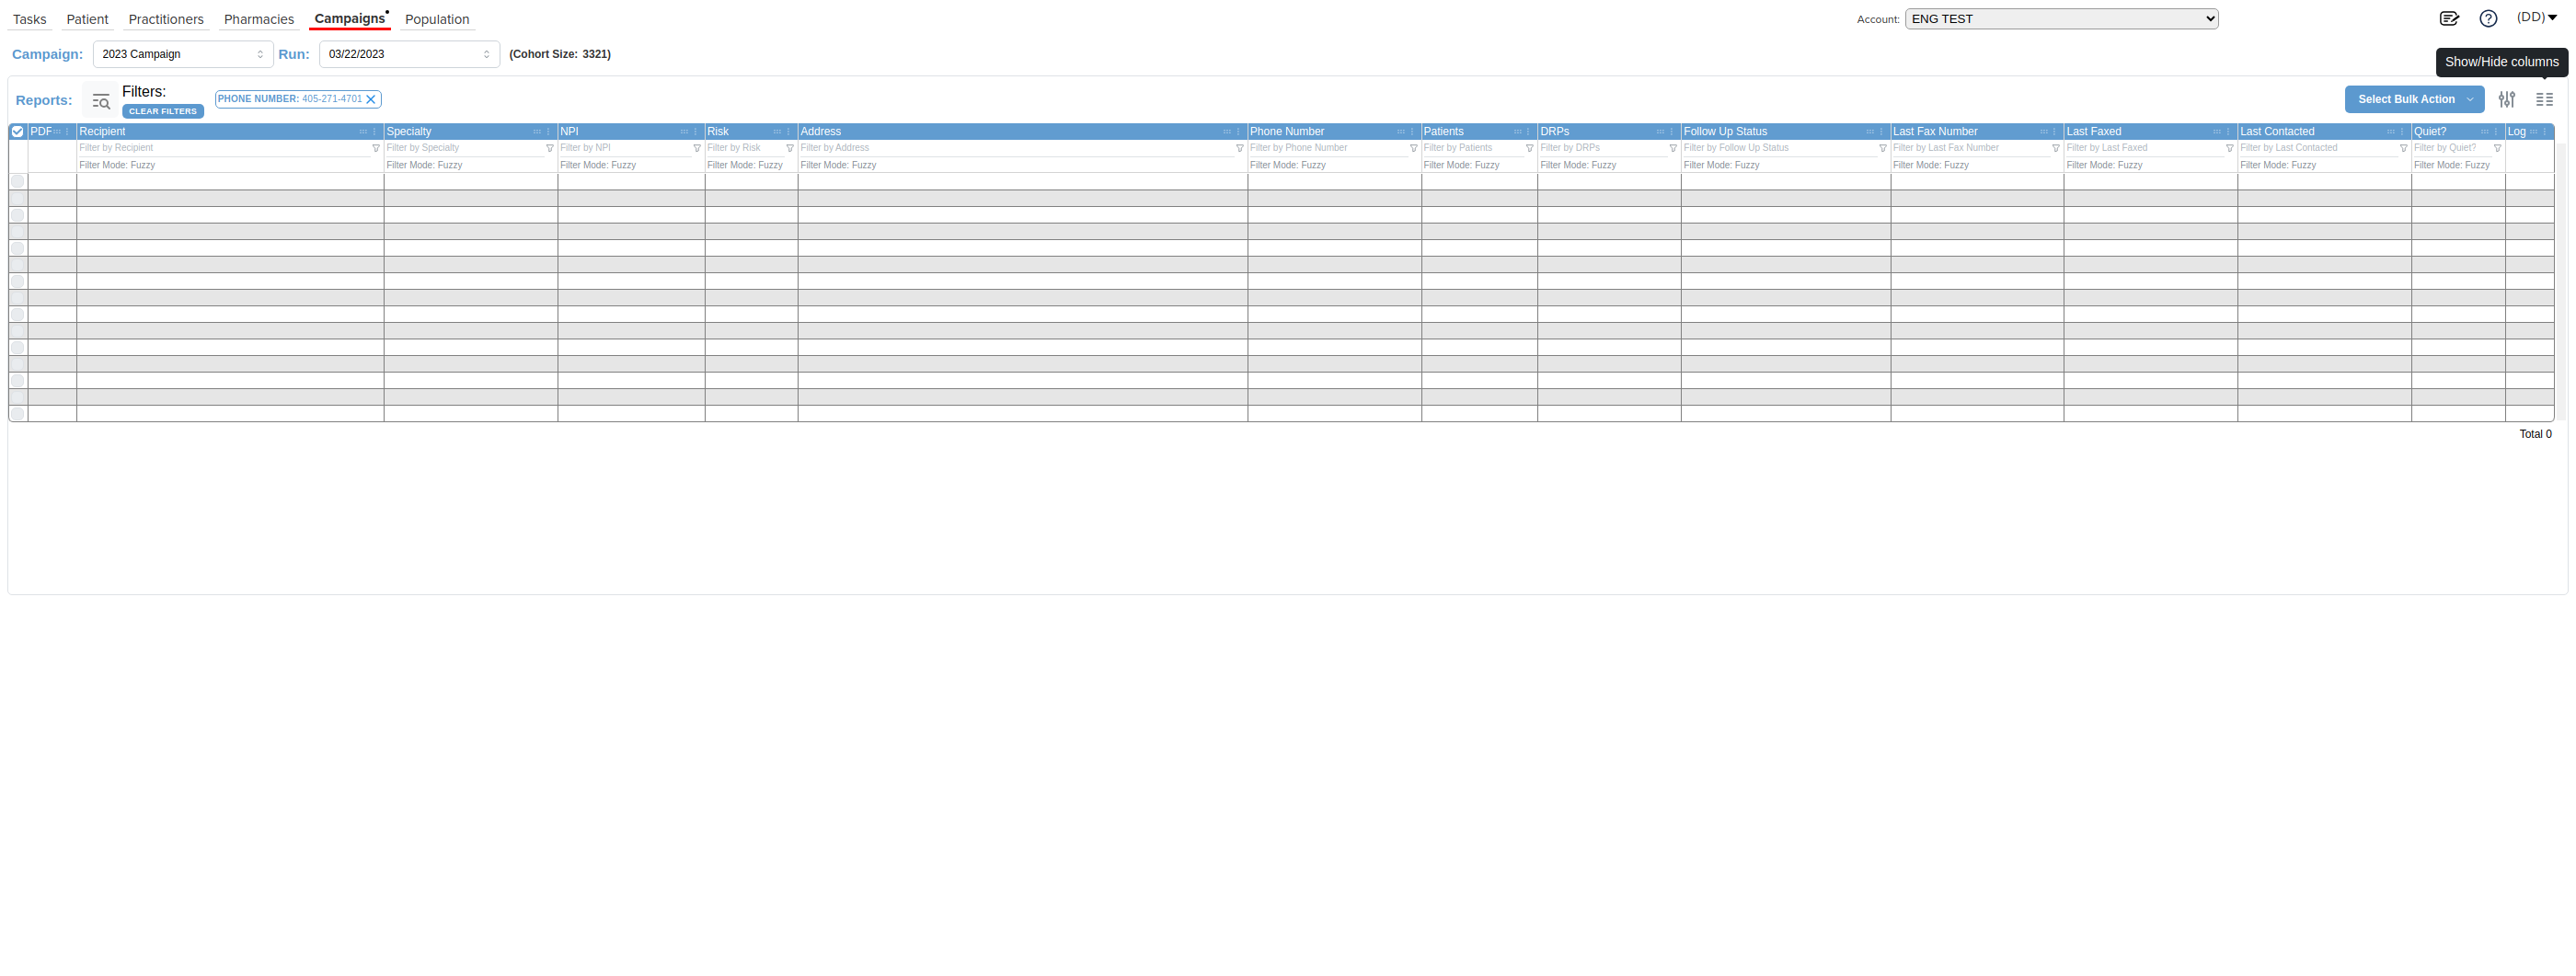 Tasks Patient Practitioners Pharmacies Campaigns Population Account: ENG TEST (DD)
Campaign: 2023 Campaign Run: 03/22/2023 (Cohort Size: 3321)
Show/Hide columns
Reports: Filters: CLEAR FILTERS PHONE NUMBER: 405-271-4701 Select Bulk Action
PDF Recipient Specialty NPI Risk Address Phone Number Patients DRPs Follow Up Status Last Fax Number Last Faxed Last Contacted Quiet? Log
Filter by Recipient Filter by Specialty Filter by NPI Filter by Risk Filter by Address Filter by Phone Number Filter by Patients Filter by DRPs Filter by Follow Up Status Filter by Last Fax Number Filter by Last Faxed Filter by Last Contacted Filter by Quiet?
Filter Mode: Fuzzy Filter Mode: Fuzzy Filter Mode: Fuzzy Filter Mode: Fuzzy Filter Mode: Fuzzy Filter Mode: Fuzzy Filter Mode: Fuzzy Filter Mode: Fuzzy Filter Mode: Fuzzy Filter Mode: Fuzzy Filter Mode: Fuzzy Filter Mode: Fuzzy Filter Mode: Fuzzy
Total 0